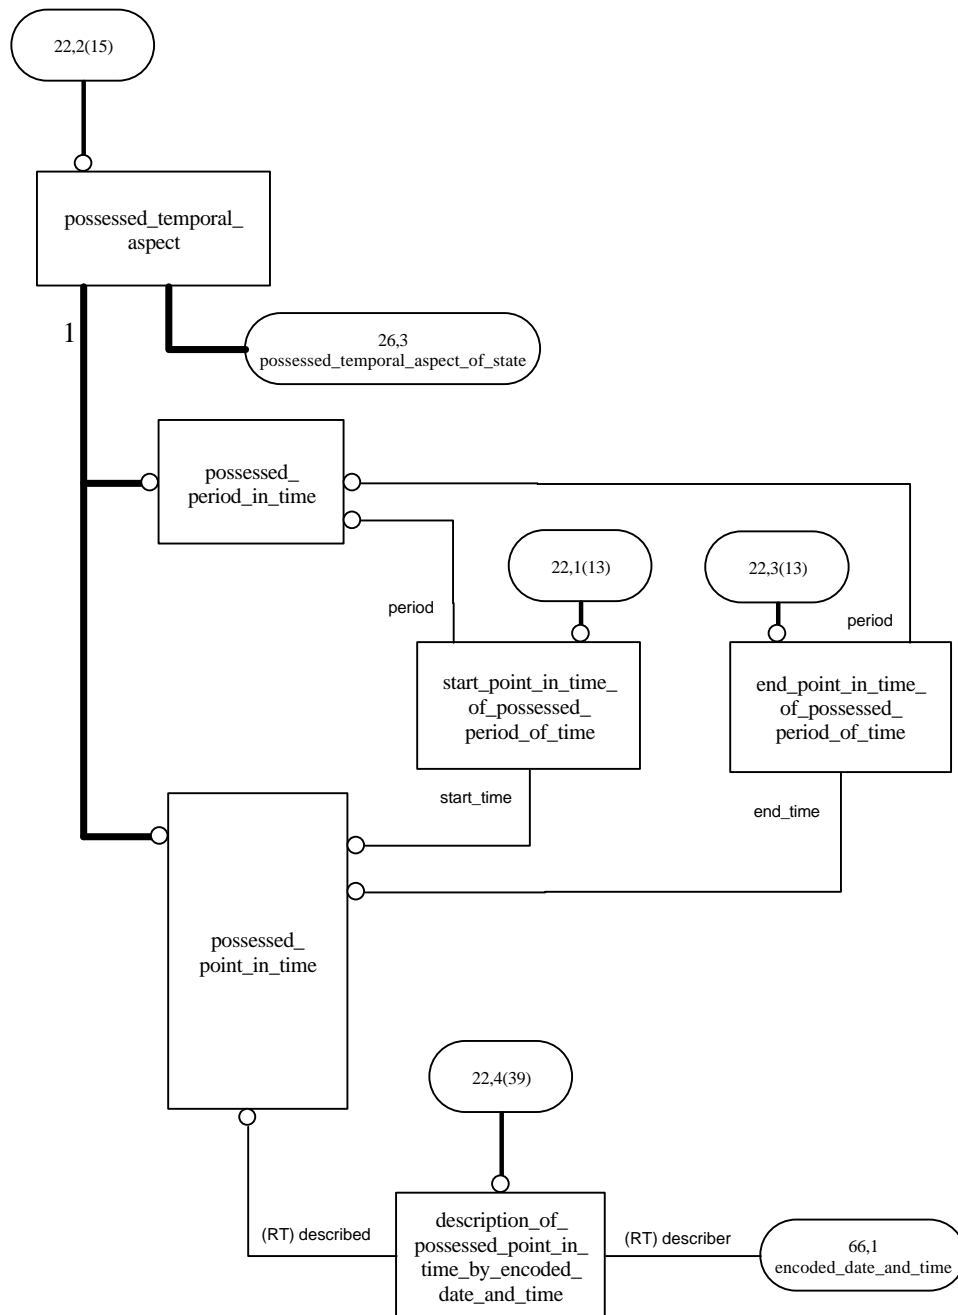 22,2(15)
possessed_temporal_
aspect
1
26,3
possessed_temporal_aspect_of_state
possessed_
period_in_time
22,1(13)
22,3(13)
period
period
start_point_in_time_
of_possessed_
period_of_time
end_point_in_time_
of_possessed_
period_of_time
start_time
end_time
possessed_
point_in_time
22,4(39)
(RT) described
description_of_
possessed_point_in_
time_by_encoded_
date_and_time
(RT) describer
66,1
encoded_date_and_time